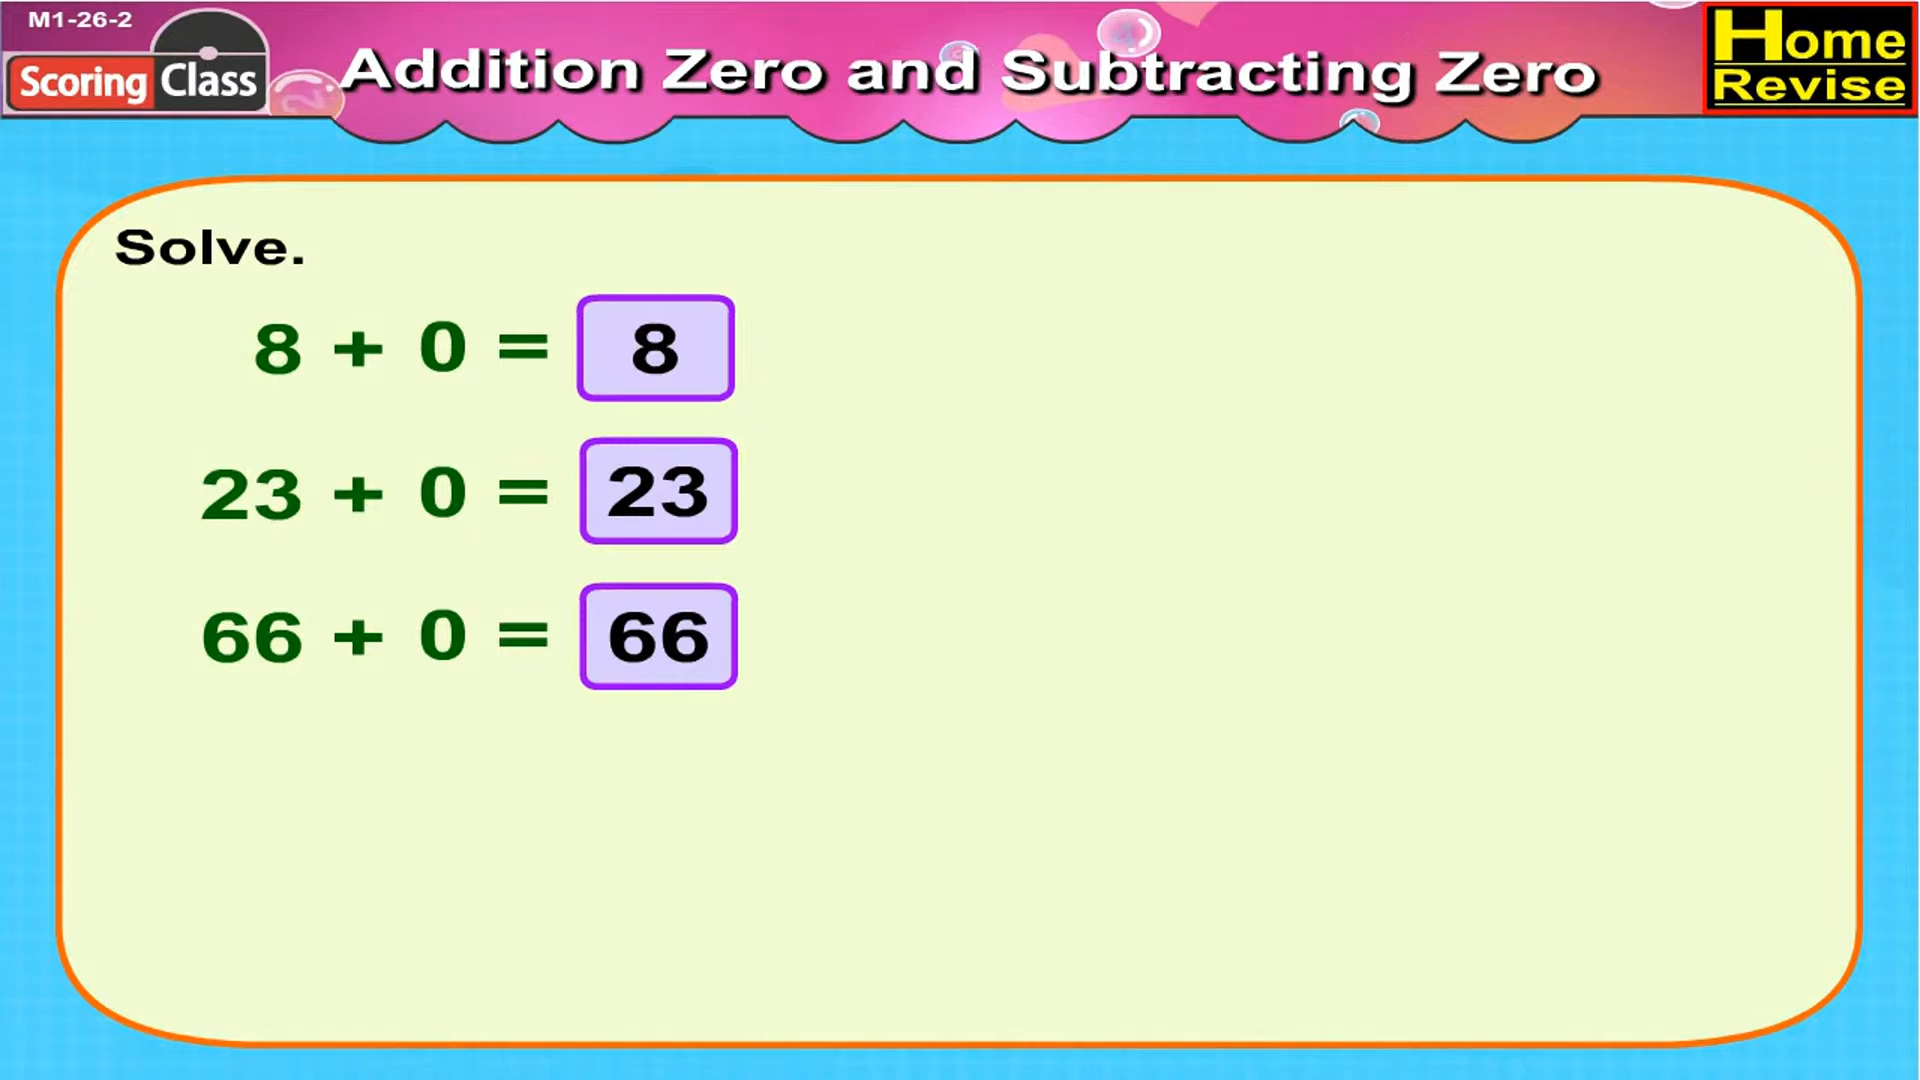 M1-26-2
Scoring Class
Addition Zero and Subtracting Zero
Home
Revise
Solve.
8 + 0 = 8
23 + 0 = 23
66 + 0 = 66